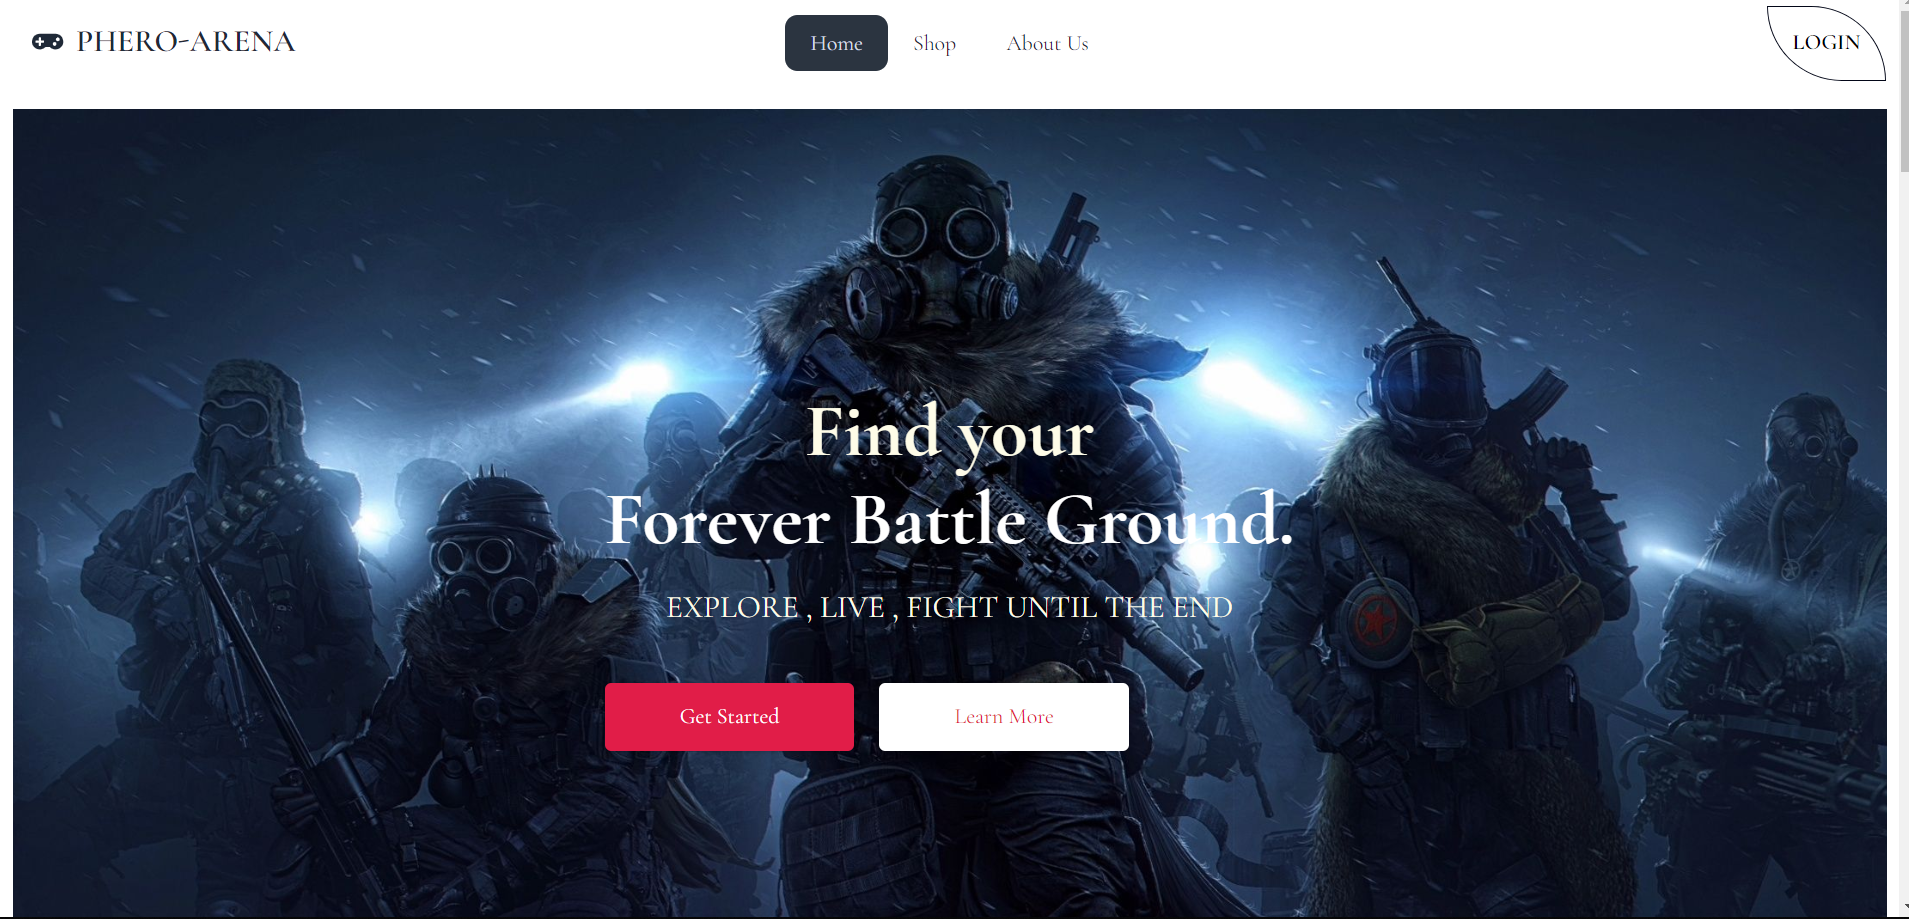 PHERO-ARENA
Home
Shop
About Us
LOGIN
Find your
Forever Battle Ground.
EXPLORE , LIVE , FIGHT UNTIL THE END
Get Started
Learn More